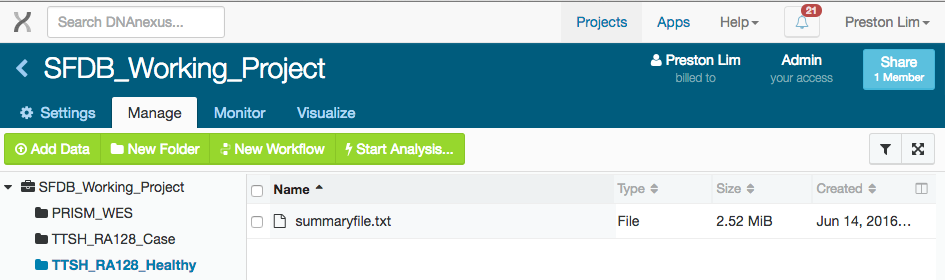 Search DNAnexus... Projects Apps Help 21 Preston Lim
SFDB_Working_Project Preston Lim Admin Share
billed to your access 1 Member
Settings Manage Monitor Visualize
Add Data New Folder New Workflow Start Analysis...
SFDB_Working_Project Name Type Size Created
PRISM_WES summaryfile.txt File 2.52 MiB Jun 14, 2016...
TTSH_RA128_Case
TTSH_RA128_Healthy